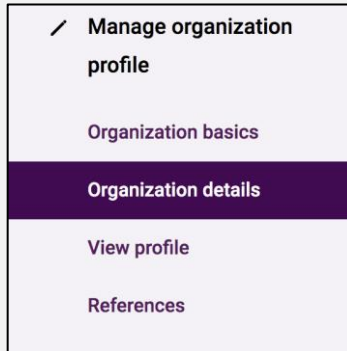 Manage organization
profile
Organization basics
Organization details
View profile
References